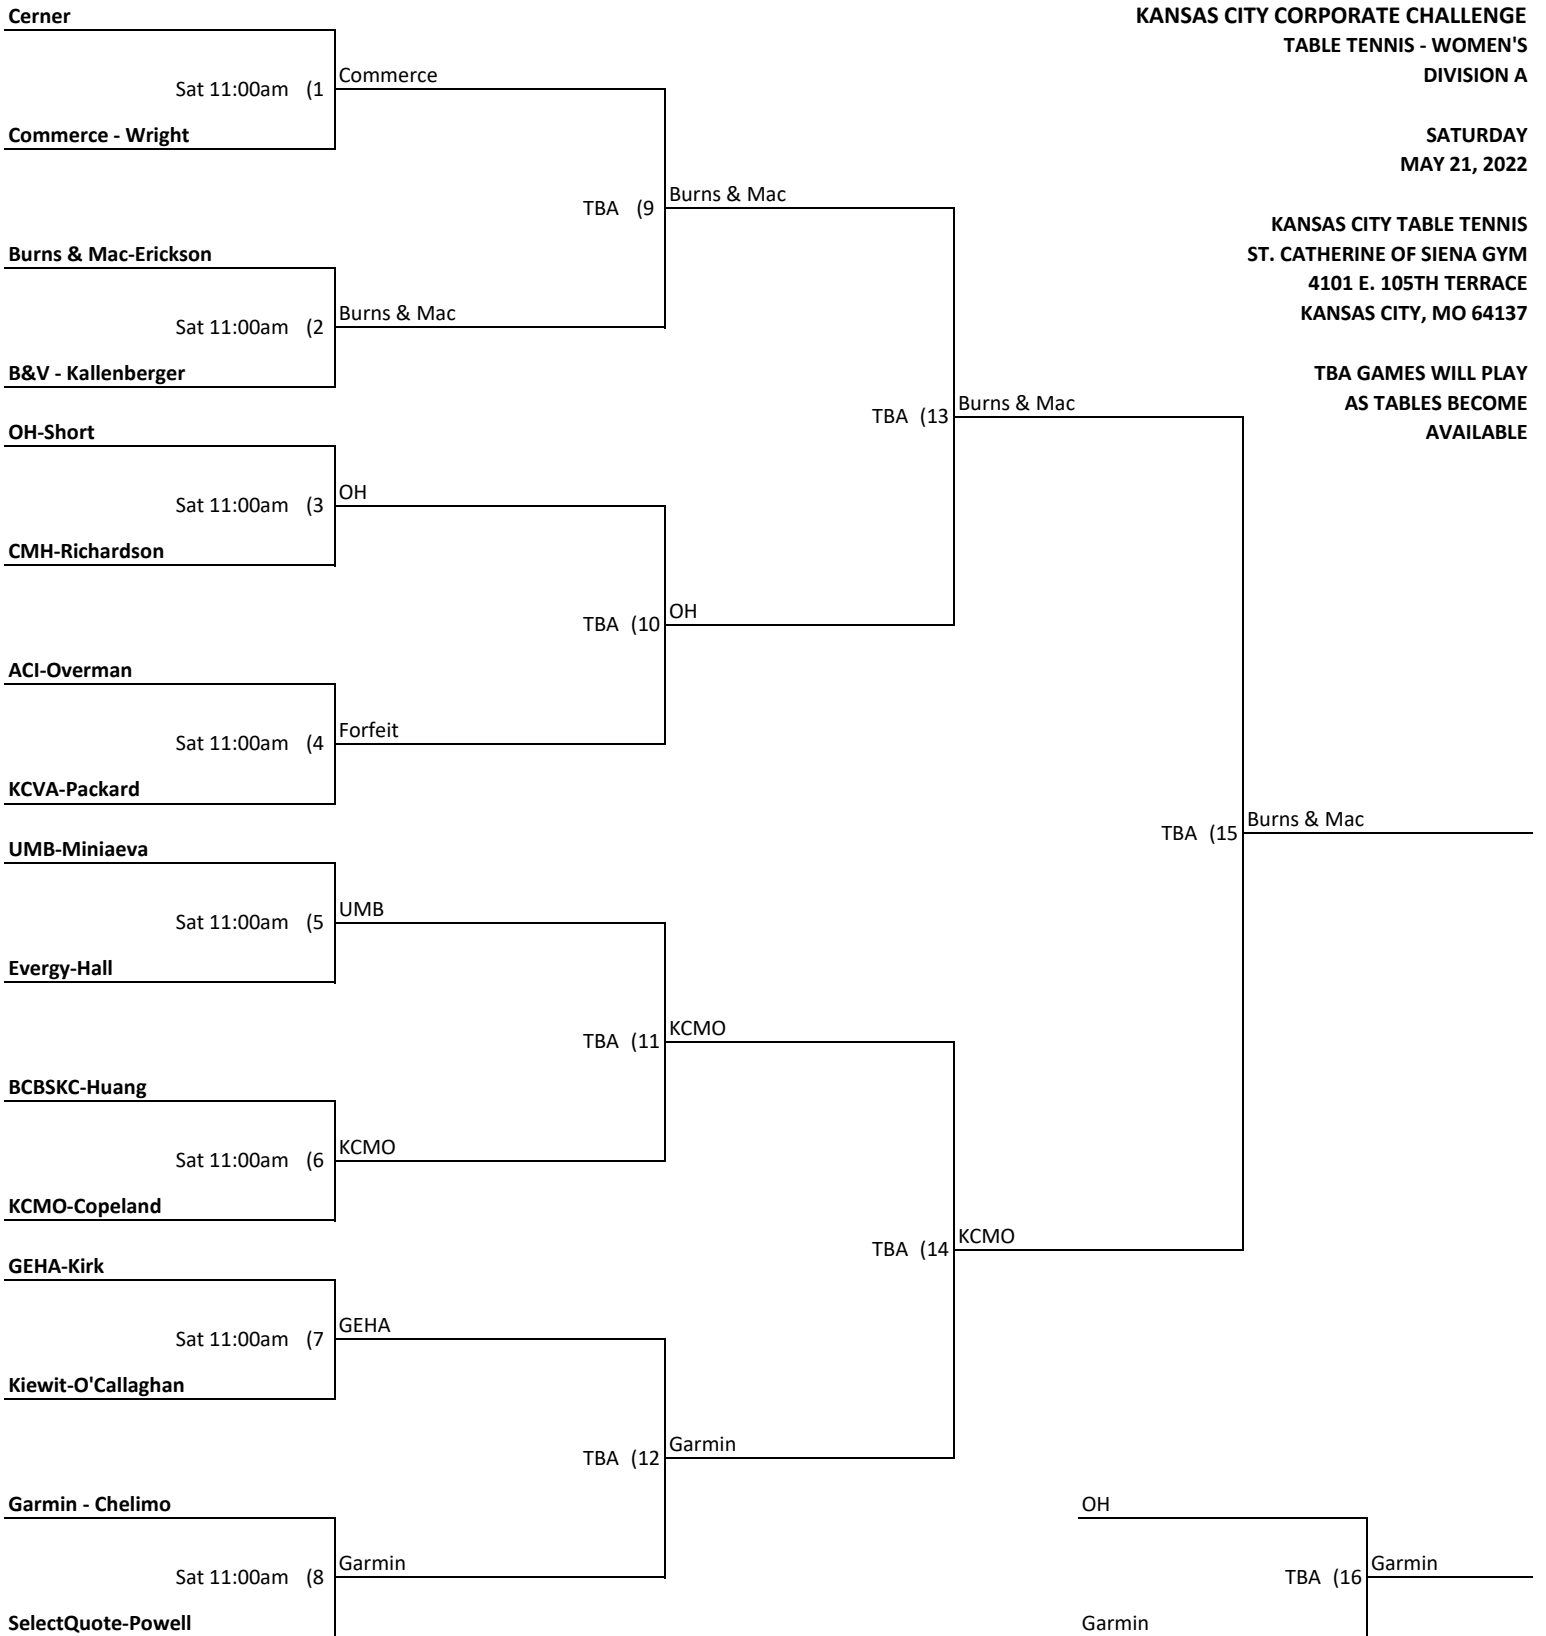 Cerner
KANSAS CITY CORPORATE CHALLENGE
TABLE TENNIS - WOMEN'S
Sat 11:00am (1
Commerce
DIVISION A
Commerce - Wright
SATURDAY
MAY 21, 2022
TBA (9
Burns & Mac
KANSAS CITY TABLE TENNIS
Burns & Mac-Erickson
ST. CATHERINE OF SIENA GYM
4101 E. 105TH TERRACE
Sat 11:00am (2
Burns & Mac
KANSAS CITY, MO 64137
B&V - Kallenberger
TBA GAMES WILL PLAY
TBA (13
Burns & Mac
AS TABLES BECOME
OH-Short
AVAILABLE
Sat 11:00am (3
OH
CMH-Richardson
TBA (10
OH
ACI-Overman
Sat 11:00am (4
Forfeit
KCVA-Packard
TBA (15
Burns & Mac
UMB-Miniaeva
Sat 11:00am (5
UMB
Evergy-Hall
TBA (11
KCMO
BCBSKC-Huang
Sat 11:00am (6
KCMO
KCMO-Copeland
TBA (14
KCMO
GEHA-Kirk
Sat 11:00am (7
GEHA
Kiewit-O'Callaghan
TBA (12
Garmin
Garmin - Chelimo
OH
Sat 11:00am (8
Garmin
TBA (16
Garmin
SelectQuote-Powell
Garmin